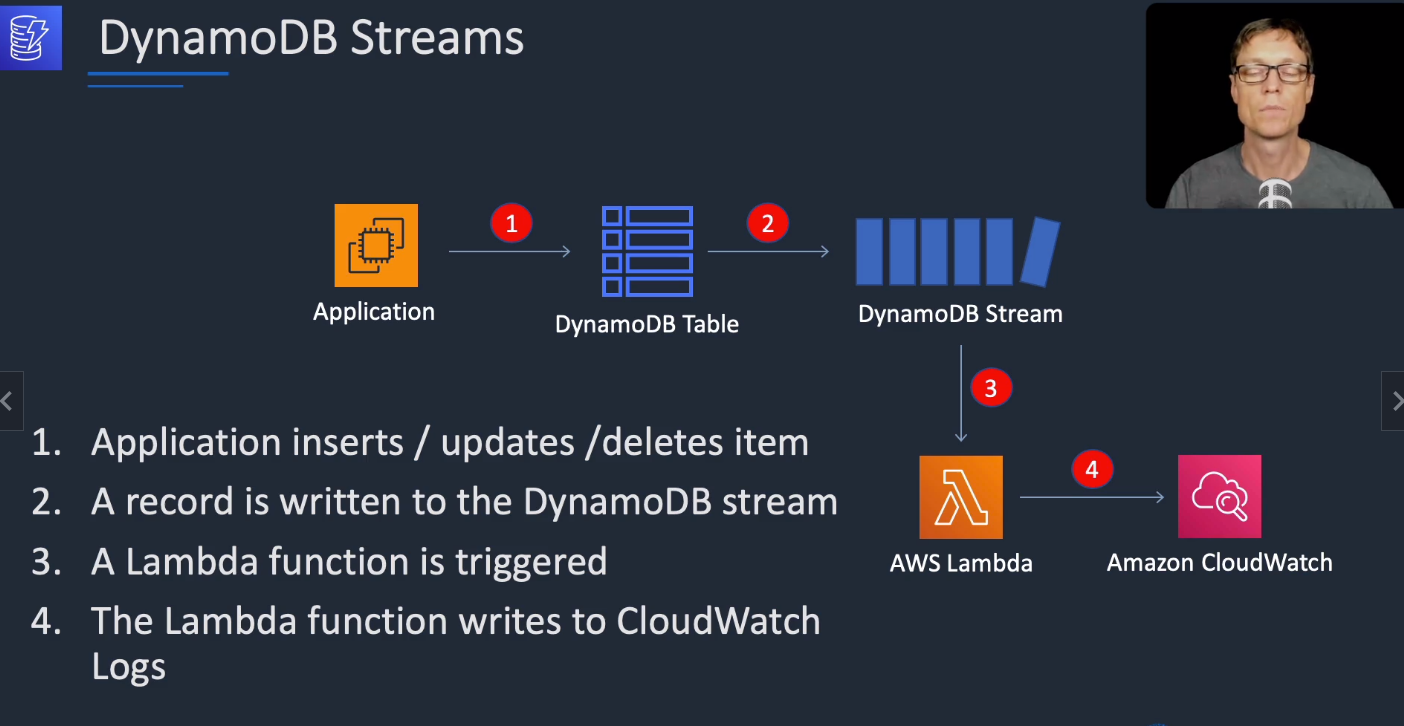 DynamoDB Streams
1
2
Application
DynamoDB Table
DynamoDB Stream
3
1. Application inserts / updates /deletes item
2. A record is written to the DynamoDB stream
3. A Lambda function is triggered
4. The Lambda function writes to CloudWatch
Logs
4
AWS Lambda
Amazon CloudWatch